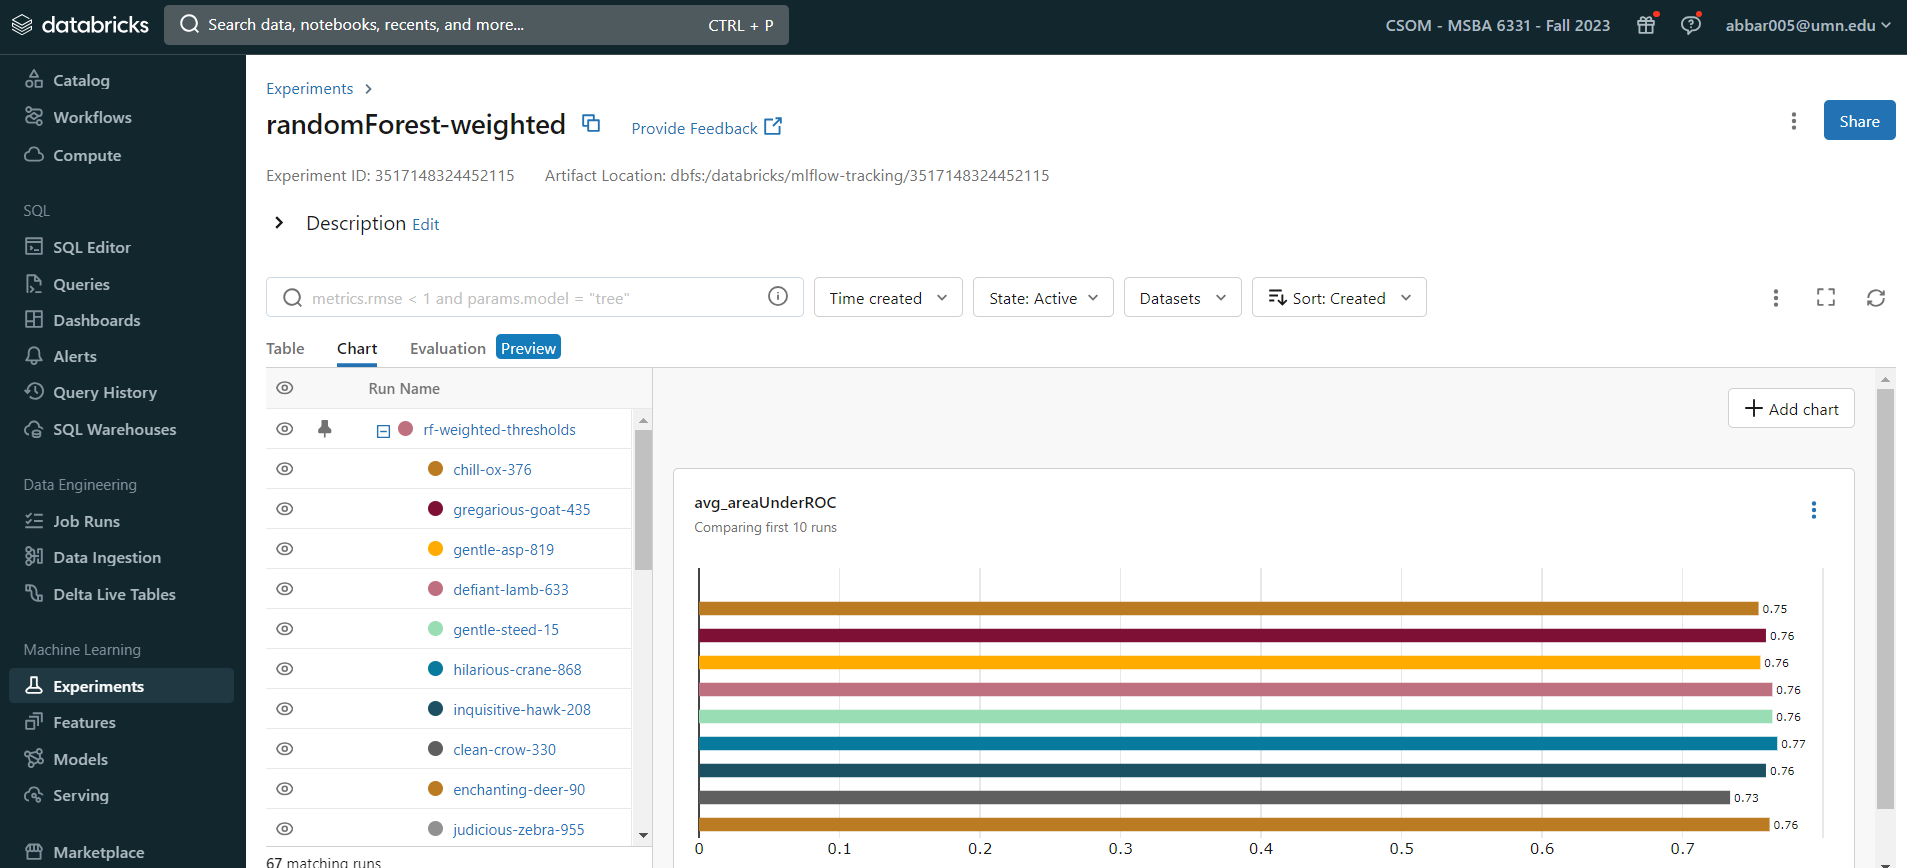 databricks
Search data, notebooks, recents, and more...
CTRL + P
CSOM - MSBA 6331 - Fall 2023
abbar005@umn.edu
Catalog
Workflows
Compute
SQL
SQL Editor
Queries
Dashboards
Alerts
Query History
SQL Warehouses
Data Engineering
Job Runs
Data Ingestion
Delta Live Tables
Machine Learning
Experiments
Features
Models
Serving
Marketplace
Experiments
randomForest-weighted
Provide Feedback
Share
Experiment ID: 3517148324452115
Artifact Location: dbfs:/databricks/mlflow-tracking/3517148324452115
Description Edit
metrics.rmse < 1 and params.model = "tree"
Time created
State: Active
Datasets
Sort: Created
Table
Chart
Evaluation
Preview
Run Name
rf-weighted-thresholds
chill-ox-376
gregarious-goat-435
gentle-asp-819
defiant-lamb-633
gentle-steed-15
hilarious-crane-868
inquisitive-hawk-208
clean-crow-330
enchanting-deer-90
judicious-zebra-955
67 matching runs
Add chart
avg_areaUnderROC
Comparing first 10 runs
0.75
0.76
0.76
0.76
0.76
0.77
0.76
0.73
0.76
0 0.1 0.2 0.3 0.4 0.5 0.6 0.7